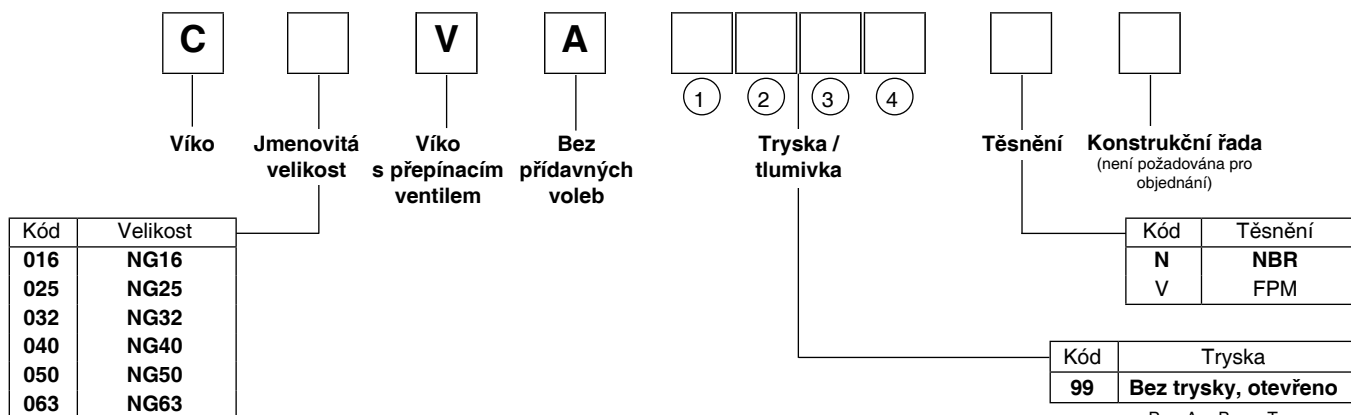 C V A
1 2 3 4
Víko
Jmenovitá
velikost
Víko
s přepínacím
ventilem
Bez
přídavných
voleb
Tryska /
tlumivka
Těsnění
Konstrukční řada
(není požadována pro
objednání)
Kód Velikost
016 NG16
025 NG25
032 NG32
040 NG40
050 NG50
063 NG63
Kód Těsnění
N NBR
V FPM
Kód Tryska
99 Bez trysky, otevřeno